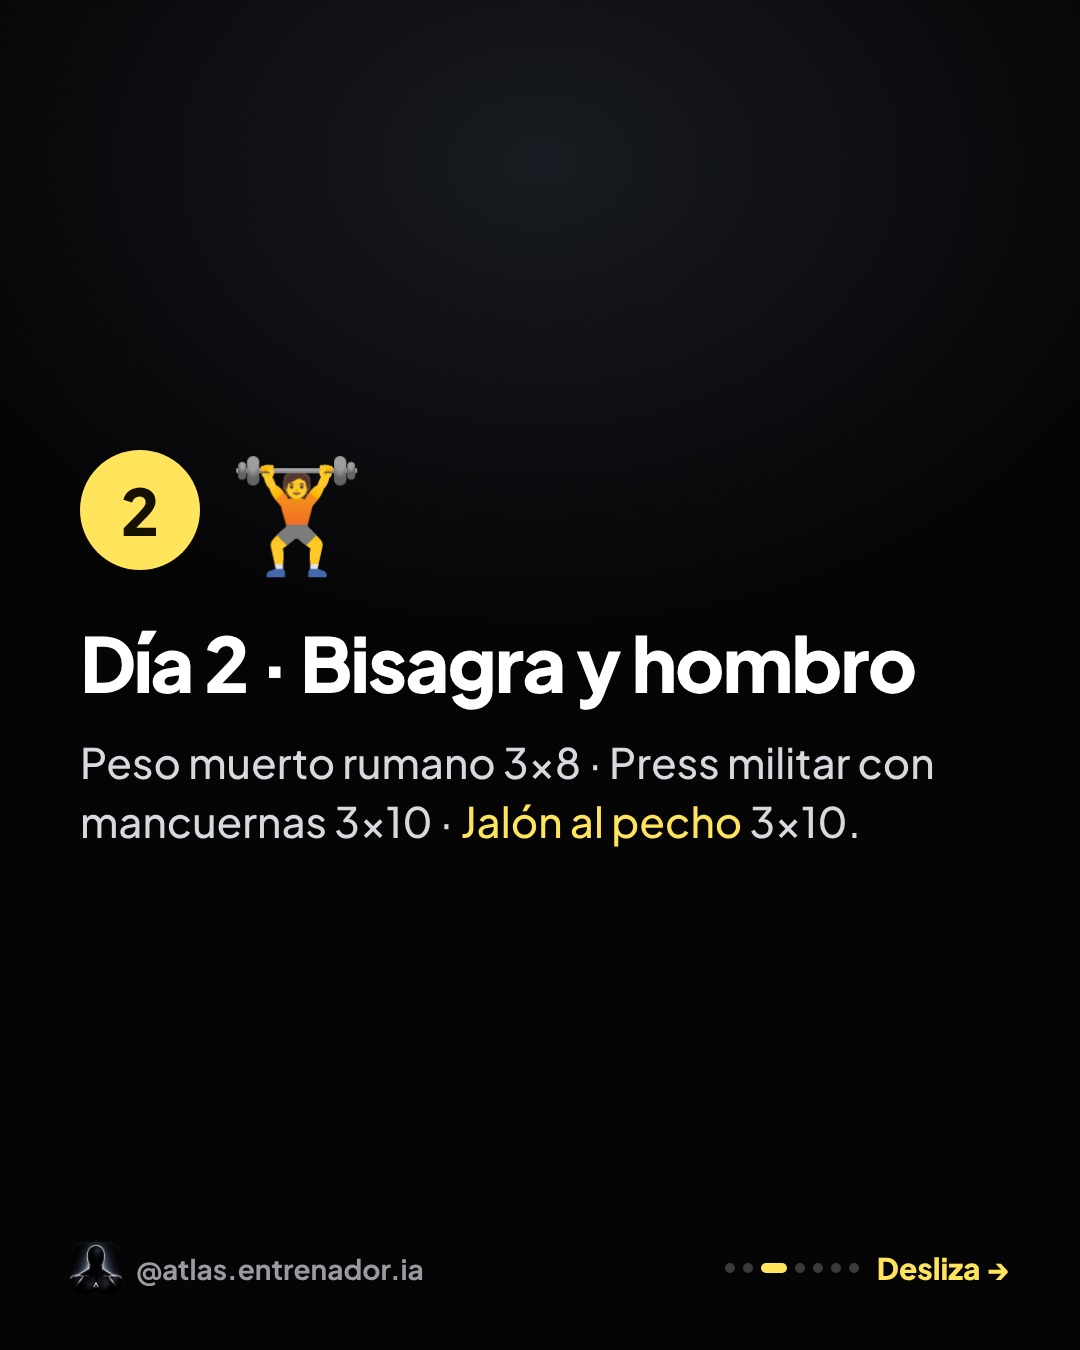 2
Día 2 · Bisagra y hombro
Peso muerto rumano 3×8 · Press militar con
mancuernas 3×10 · Jalón al pecho 3×10.
@atlas.entrenador.ia
Desliza →